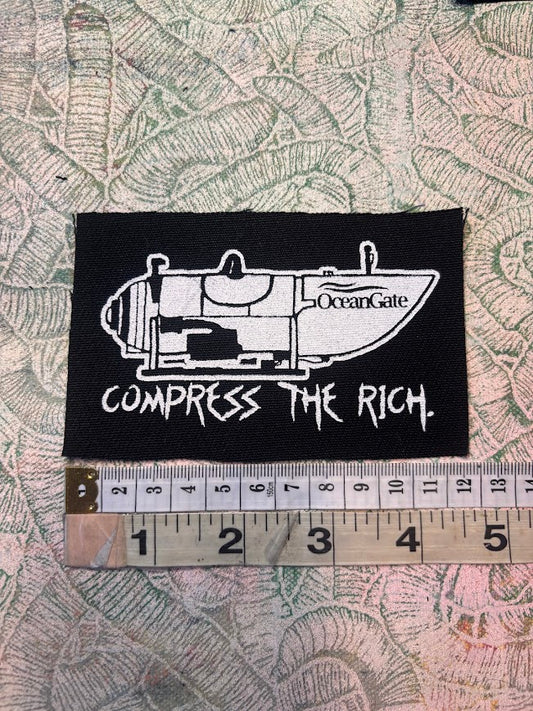 OceanGate
COMPRESS THE RICH.
2 3 4 5 6 150cm 7 8 9 10 11 12 13 14
1 2 3 4 5